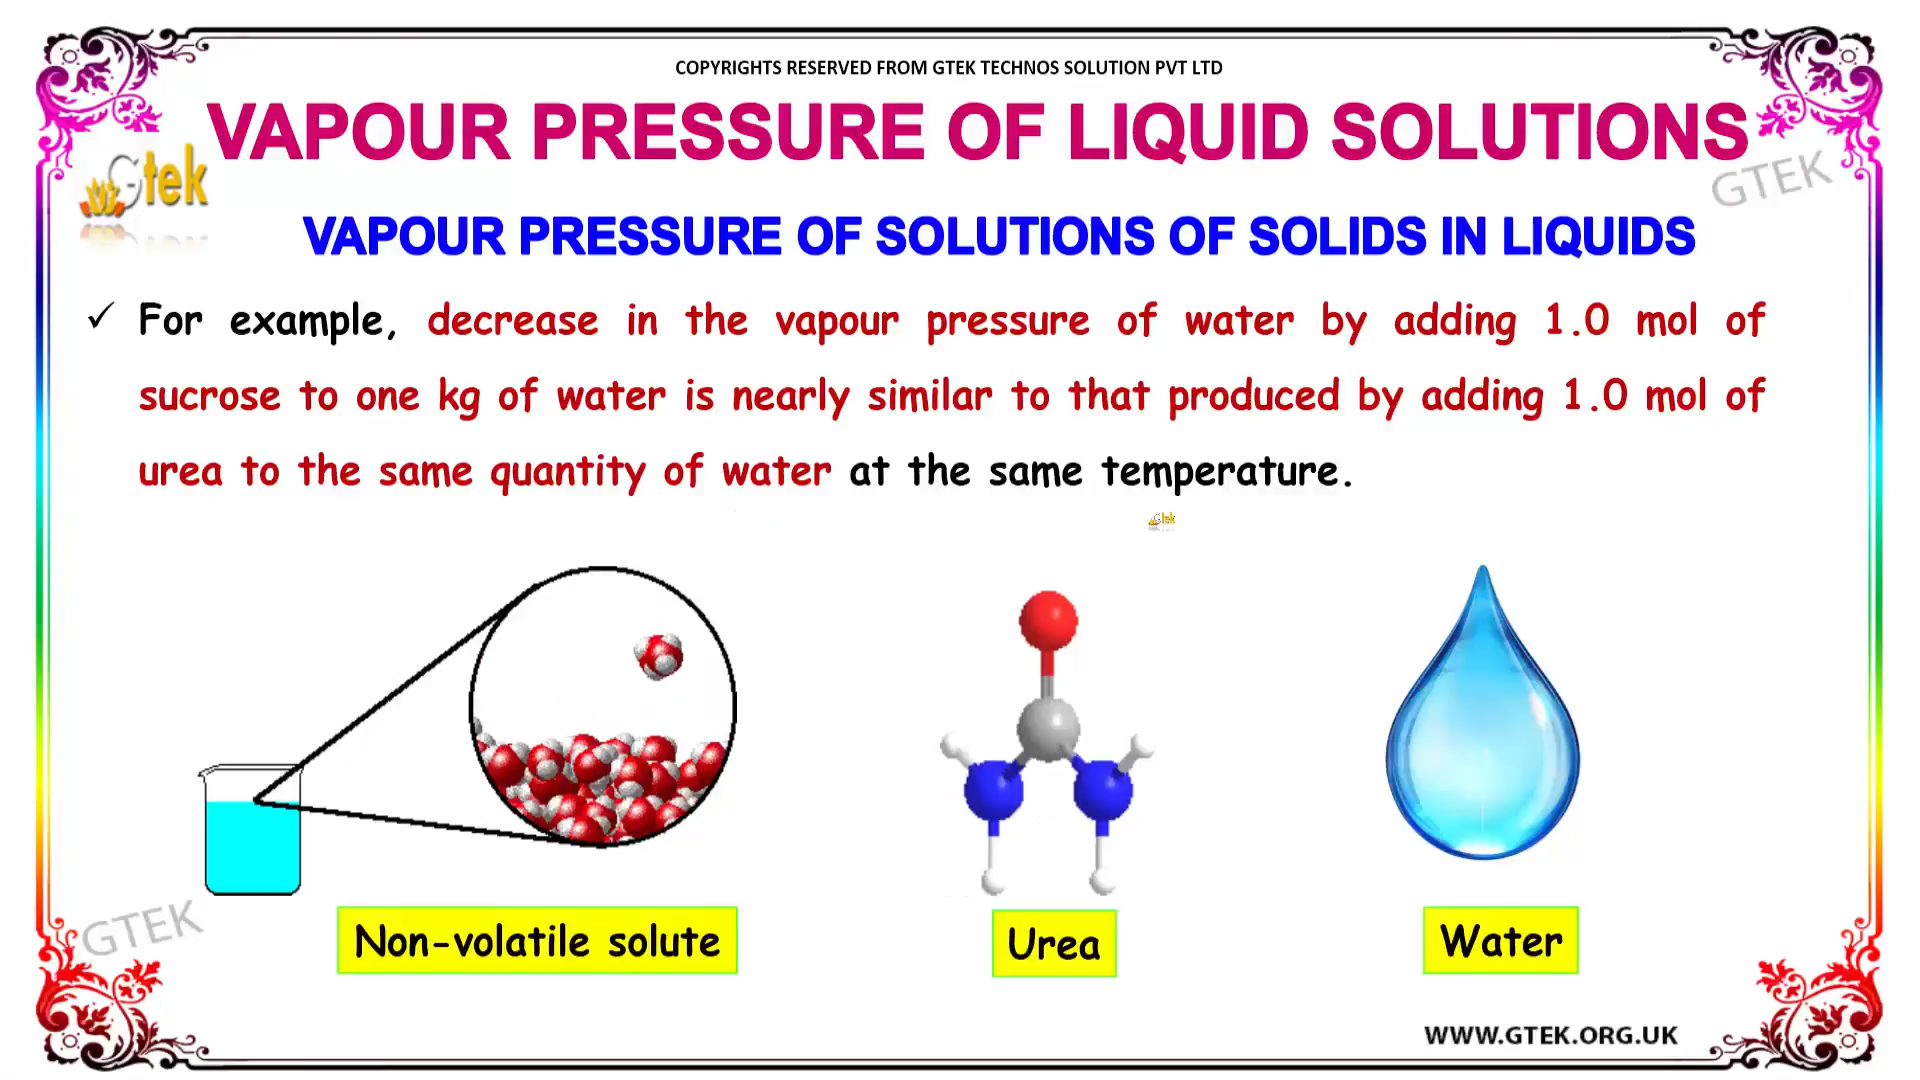 COPYRIGHTS RESERVED FROM GTEK TECHNOS SOLUTION PVT LTD
VAPOUR PRESSURE OF LIQUID SOLUTIONS
Gtek
GTEK
VAPOUR PRESSURE OF SOLUTIONS OF SOLIDS IN LIQUIDS
✓ For example, decrease in the vapour pressure of water by adding 1.0 mol of
sucrose to one kg of water is nearly similar to that produced by adding 1.0 mol of
urea to the same quantity of water at the same temperature.
Gtek
GTEK
Non-volatile solute
Urea
Water
WWW.GTEK.ORG.UK